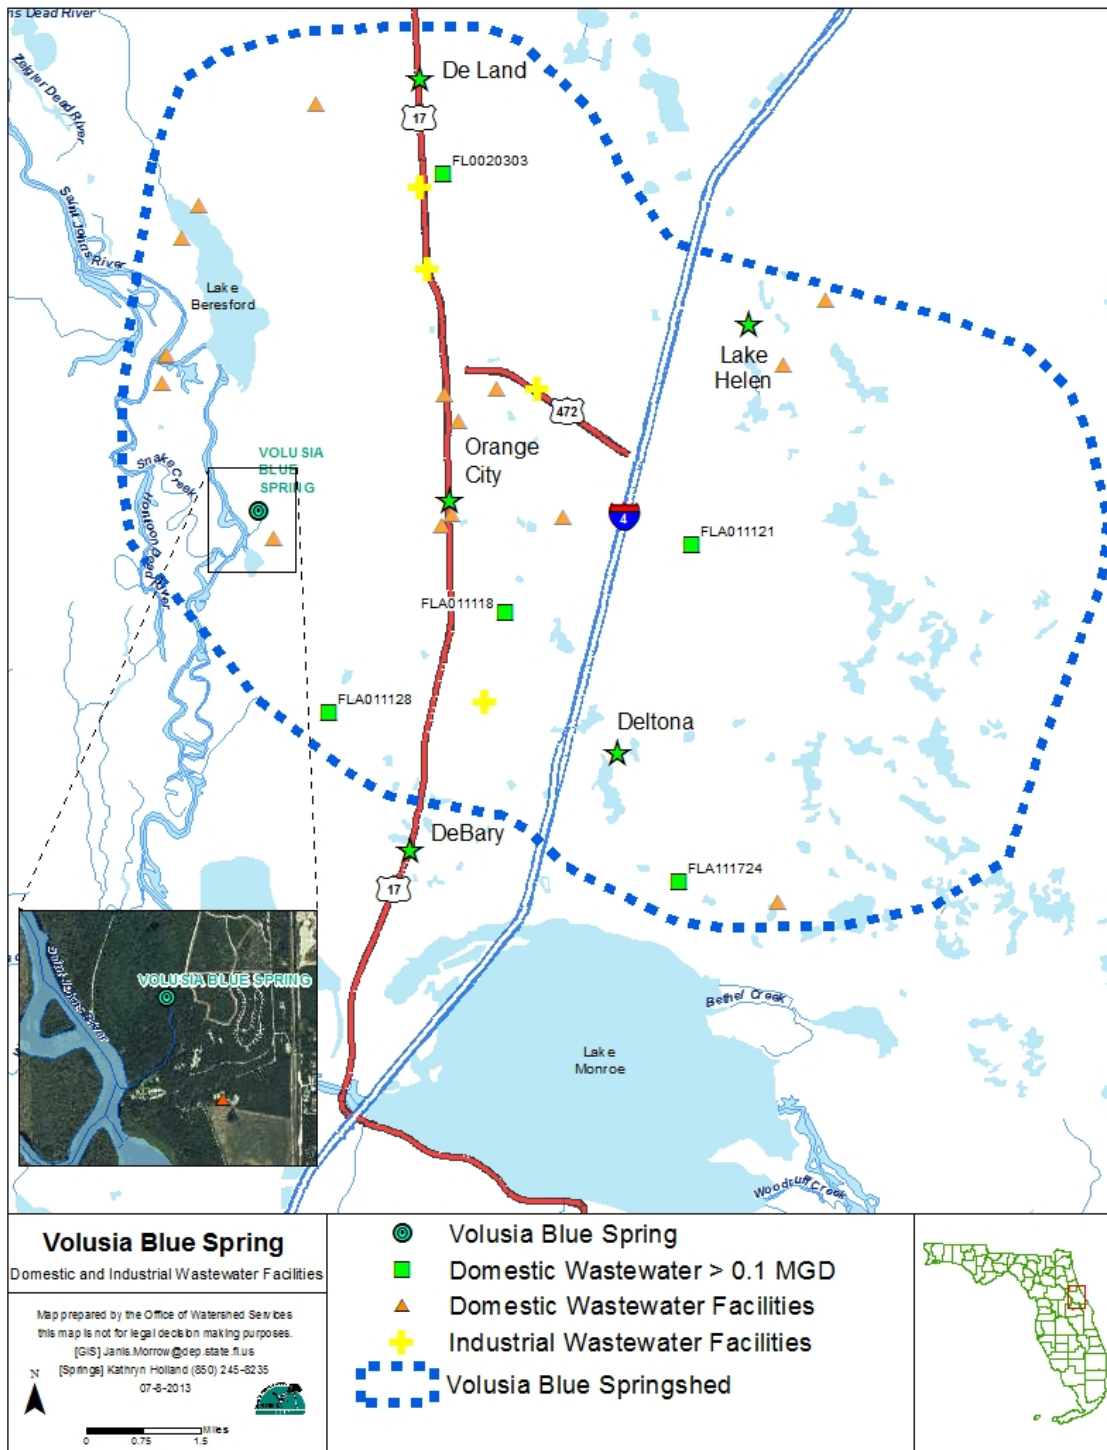 ns Dead River
Zeigler Dead River
De Land
17
FL0020303
Saint Johns River
Lake
Beresford
Lake
Helen
472
Orange
City
VOLUSIA
BLUE
SPRING
Snake Creek
Hontoon Dead River
4
FLA011121
FLA011118
FLA011128
Deltona
DeBary
FLA111724
17
VOLUSIA BLUE SPRING
Saint Johns River
Bethel Creek
Lake
Monroe
Woodruff Creek
Volusia Blue Spring
Domestic and Industrial Wastewater Facilities
Map prepared by the Office of Watershed Services
this map is not for legal decision making purposes.
[GIS] Janis.Morrow@dep.state.fl.us
[Springs] Kathryn Holland (850) 245-8235
07-8-2013
N
Miles
0 0.75 1.5
Volusia Blue Spring
Domestic Wastewater > 0.1 MGD
Domestic Wastewater Facilities
Industrial Wastewater Facilities
Volusia Blue Springshed